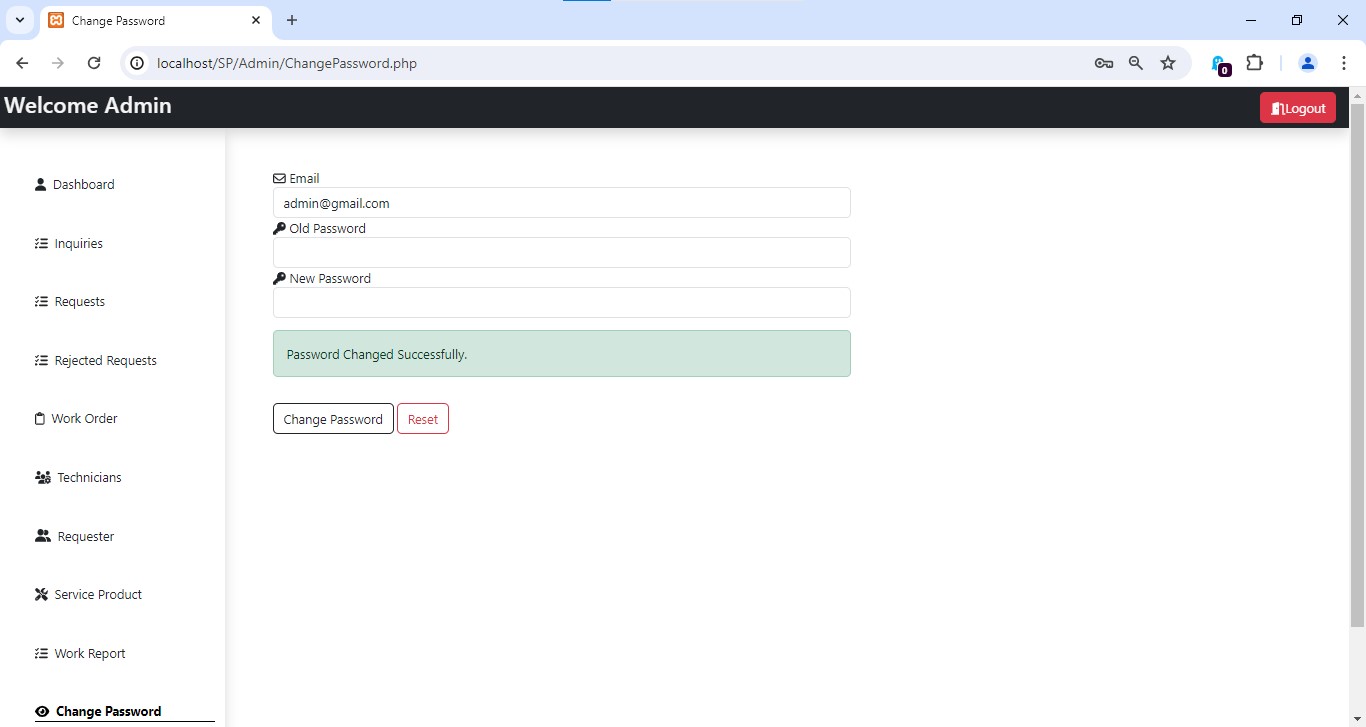 Change Password
localhost/SP/Admin/ChangePassword.php
0
Welcome Admin
Logout
Dashboard
Inquiries
Requests
Rejected Requests
Work Order
Technicians
Requester
Service Product
Work Report
Change Password
Email
admin@gmail.com
Old Password
New Password
Password Changed Successfully.
Change Password Reset